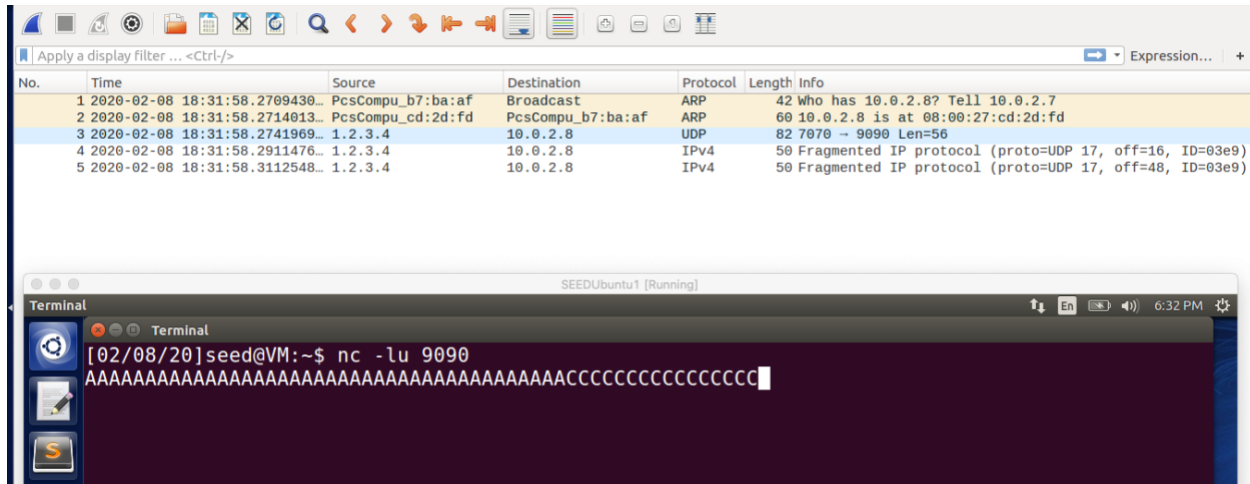 Apply a display filter … <Ctrl-/> Expression… +
No. Time Source Destination Protocol Length Info
1 2020-02-08 18:31:58.2709430… PcsCompu_b7:ba:af Broadcast ARP 42 Who has 10.0.2.8? Tell 10.0.2.7
2 2020-02-08 18:31:58.2714013… PcsCompu_cd:2d:fd PcsCompu_b7:ba:af ARP 60 10.0.2.8 is at 08:00:27:cd:2d:fd
3 2020-02-08 18:31:58.2741969… 1.2.3.4 10.0.2.8 UDP 82 7070 → 9090 Len=56
4 2020-02-08 18:31:58.2911476… 1.2.3.4 10.0.2.8 IPv4 50 Fragmented IP protocol (proto=UDP 17, off=16, ID=03e9)
5 2020-02-08 18:31:58.3112548… 1.2.3.4 10.0.2.8 IPv4 50 Fragmented IP protocol (proto=UDP 17, off=48, ID=03e9)
SEEDUbuntu1 [Running]
Terminal En 6:32 PM
Terminal
[02/08/20]seed@VM:~$ nc -lu 9090
AAAAAAAAAAAAAAAAAAAAAAAAAAAAAAAAAAAAAAAACCCCCCCCCCCCCCCC